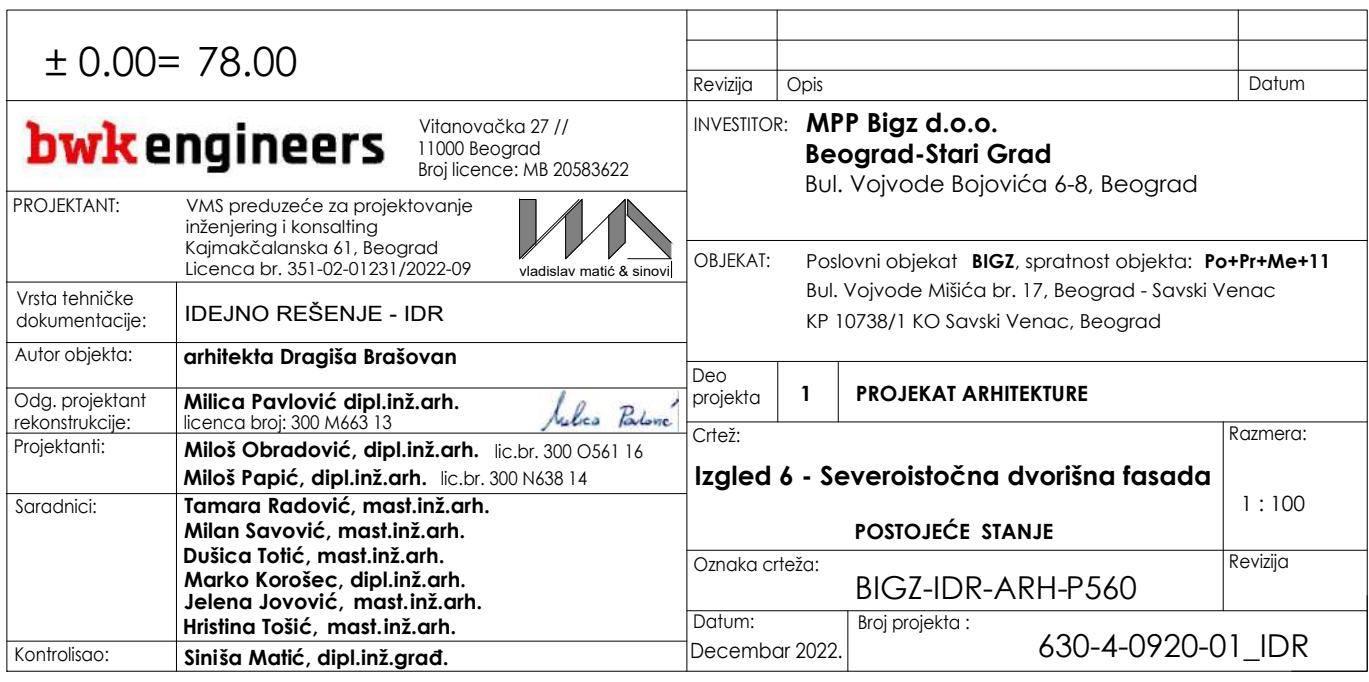 ± 0.00= 78.00
bwk engineers
Vitanovačka 27 //
11000 Beograd
Broj licence: MB 20583622
PROJEKTANT:
VMS preduzeće za projektovanje
inženjering i konsalting
Kajmakčalanska 61, Beograd
Licenca br. 351-02-01231/2022-09
vladislav matić & sinovi
Vrsta tehničke
dokumentacije:
IDEJNO REŠENJE - IDR
Autor objekta:
arhitekta Dragiša Brašovan
Odg. projektant
rekonstrukcije:
Milica Pavlović dipl.inž.arh.
licenca broj: 300 M663 13
Milica Pavlović
Projektanti:
Miloš Obradović, dipl.inž.arh. lic.br. 300 O561 16
Miloš Papić, dipl.inž.arh. lic.br. 300 N638 14
Saradnici:
Tamara Radović, mast.inž.arh.
Milan Savović, mast.inž.arh.
Dušica Totić, mast.inž.arh.
Marko Korošec, dipl.inž.arh.
Jelena Jovović, mast.inž.arh.
Hristina Tošić, mast.inž.arh.
Kontrolisao:
Siniša Matić, dipl.inž.građ.
Revizija Opis Datum
INVESTITOR: MPP Bigz d.o.o.
Beograd-Stari Grad
Bul. Vojvode Bojovića 6-8, Beograd
OBJEKAT: Poslovni objekat BIGZ, spratnost objekta: Po+Pr+Me+11
Bul. Vojvode Mišića br. 17, Beograd - Savski Venac
KP 10738/1 KO Savski Venac, Beograd
Deo
projekta
1
PROJEKAT ARHITEKTURE
Crtež:
Izgled 6 - Severoistočna dvorišna fasada
POSTOJEĆE STANJE
Razmera:
1 : 100
Oznaka crteža:
BIGZ-IDR-ARH-P560
Revizija
Datum:
Decembar 2022.
Broj projekta :
630-4-0920-01_IDR